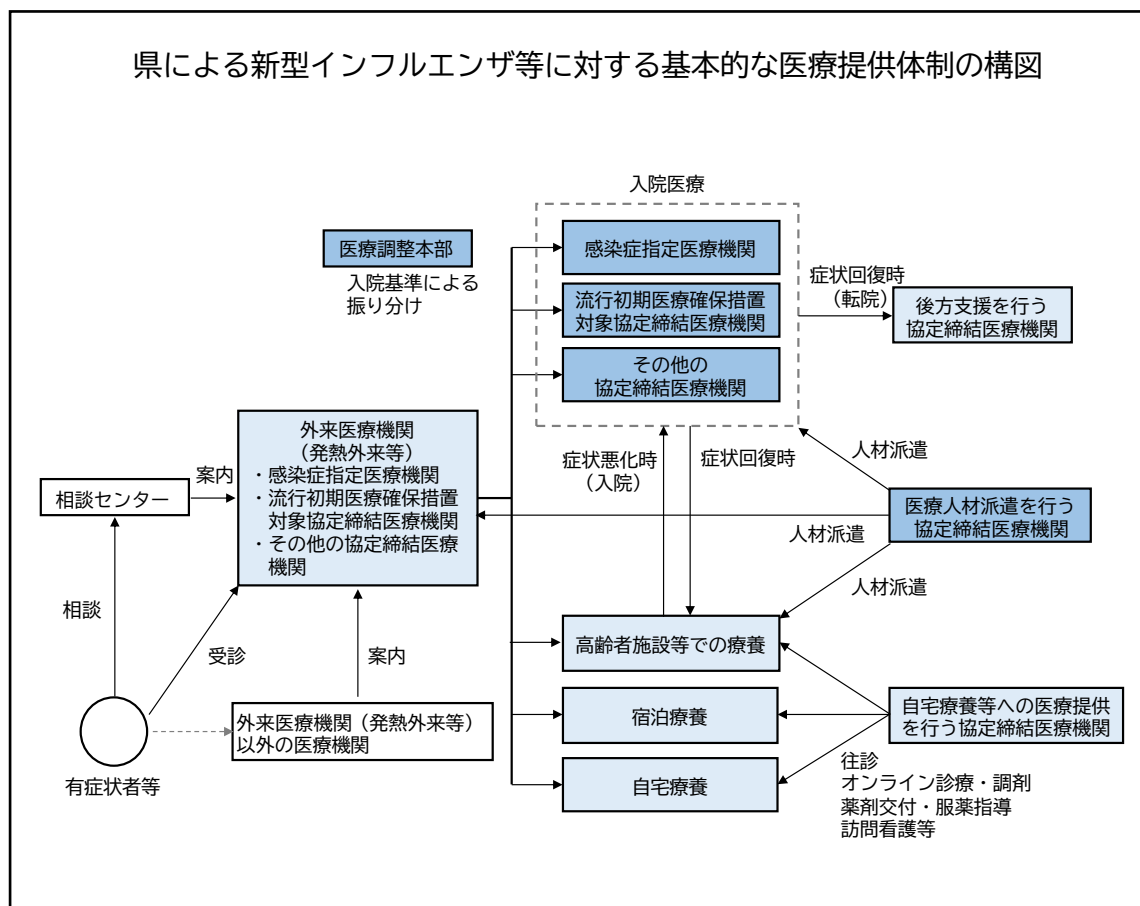 県による新型インフルエンザ等に対する基本的な医療提供体制の構図
入院医療
医療調整本部
入院基準による
振り分け
感染症指定医療機関
流行初期医療確保措置
対象協定締結医療機関
その他の
協定締結医療機関
症状回復時
（転院）
後方支援を行う
協定締結医療機関
外来医療機関
（発熱外来等）
・感染症指定医療機関
・流行初期医療確保措置
対象協定締結医療機関
・その他の協定締結医療
機関
案内
相談センター
症状悪化時
（入院）
症状回復時
人材派遣
医療人材派遣を行う
協定締結医療機関
人材派遣
人材派遣
相談
受診
案内
高齢者施設等での療養
宿泊療養
自宅療養
自宅療養等への医療提供
を行う協定締結医療機関
外来医療機関（発熱外来等）
以外の医療機関
有症状者等
往診
オンライン診療・調剤
薬剤交付・服薬指導
訪問看護等